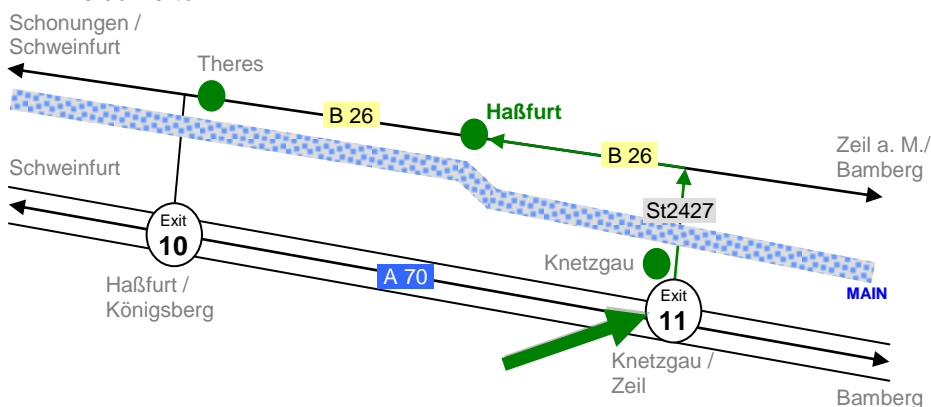 Schonungen /
Schweinfurt
Theres
B 26
Haßfurt
B 26
Zeil a. M./
Bamberg
Schweinfurt
St2427
Exit
10
Knetzgau
A 70
Haßfurt /
Königsberg
MAIN
Exit
11
Knetzgau /
Zeil
Bamberg